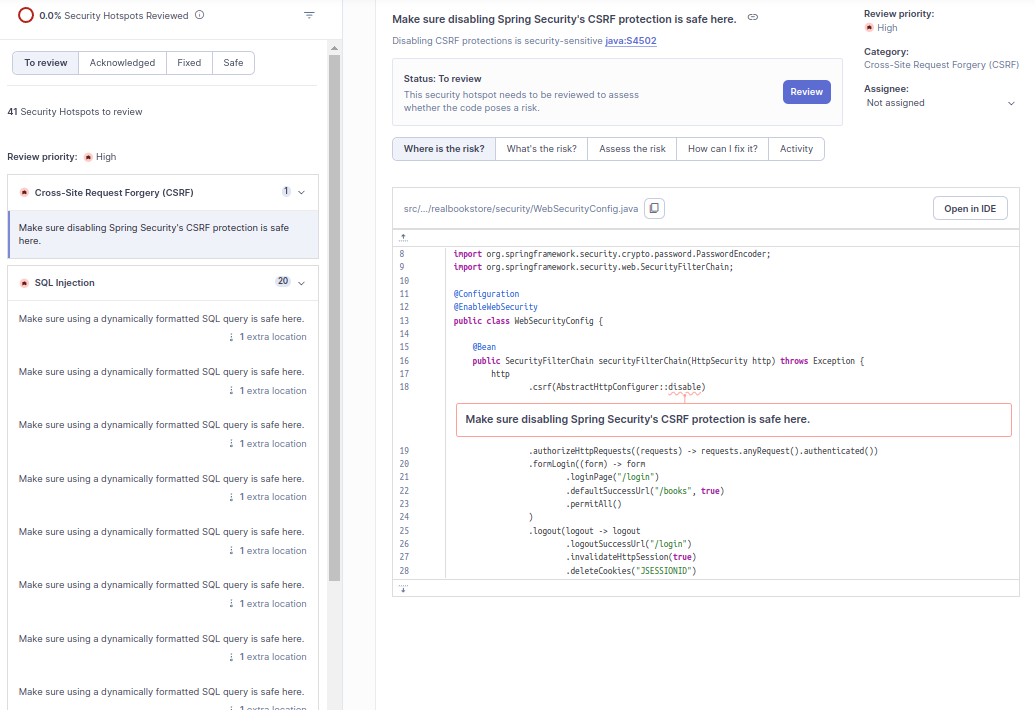 0.0% Security Hotspots Reviewed
To review Acknowledged Fixed Safe
41 Security Hotspots to review
Review priority: High
Cross-Site Request Forgery (CSRF) 1
Make sure disabling Spring Security's CSRF protection is safe
here.
SQL Injection 20
Make sure using a dynamically formatted SQL query is safe here.
1 extra location
Make sure using a dynamically formatted SQL query is safe here.
1 extra location
Make sure using a dynamically formatted SQL query is safe here.
1 extra location
Make sure using a dynamically formatted SQL query is safe here.
1 extra location
Make sure using a dynamically formatted SQL query is safe here.
1 extra location
Make sure using a dynamically formatted SQL query is safe here.
1 extra location
Make sure using a dynamically formatted SQL query is safe here.
1 extra location
Make sure using a dynamically formatted SQL query is safe here.
1 extra location
Make sure disabling Spring Security's CSRF protection is safe here.
Disabling CSRF protections is security-sensitive java:S4502
Status: To review
This security hotspot needs to be reviewed to assess
whether the code poses a risk.
Review
Review priority:
High
Category:
Cross-Site Request Forgery (CSRF)
Assignee:
Not assigned
Where is the risk? What's the risk? Assess the risk How can I fix it? Activity
src/.../realbookstore/security/WebSecurityConfig.java
Open in IDE
8 import org.springframework.security.crypto.password.PasswordEncoder;
9 import org.springframework.security.web.SecurityFilterChain;
10
11 @Configuration
12 @EnableWebSecurity
13 public class WebSecurityConfig {
14
15 @Bean
16 public SecurityFilterChain securityFilterChain(HttpSecurity http) throws Exception {
17 http
18 .csrf(AbstractHttpConfigurer::disable)
Make sure disabling Spring Security's CSRF protection is safe here.
19 .authorizeHttpRequests((requests) -> requests.anyRequest().authenticated())
20 .formLogin((form) -> form
21 .loginPage("/login")
22 .defaultSuccessUrl("/books", true)
23 .permitAll()
24 )
25 .logout(logout -> logout
26 .logoutSuccessUrl("/login")
27 .invalidateHttpSession(true)
28 .deleteCookies("JSESSIONID")